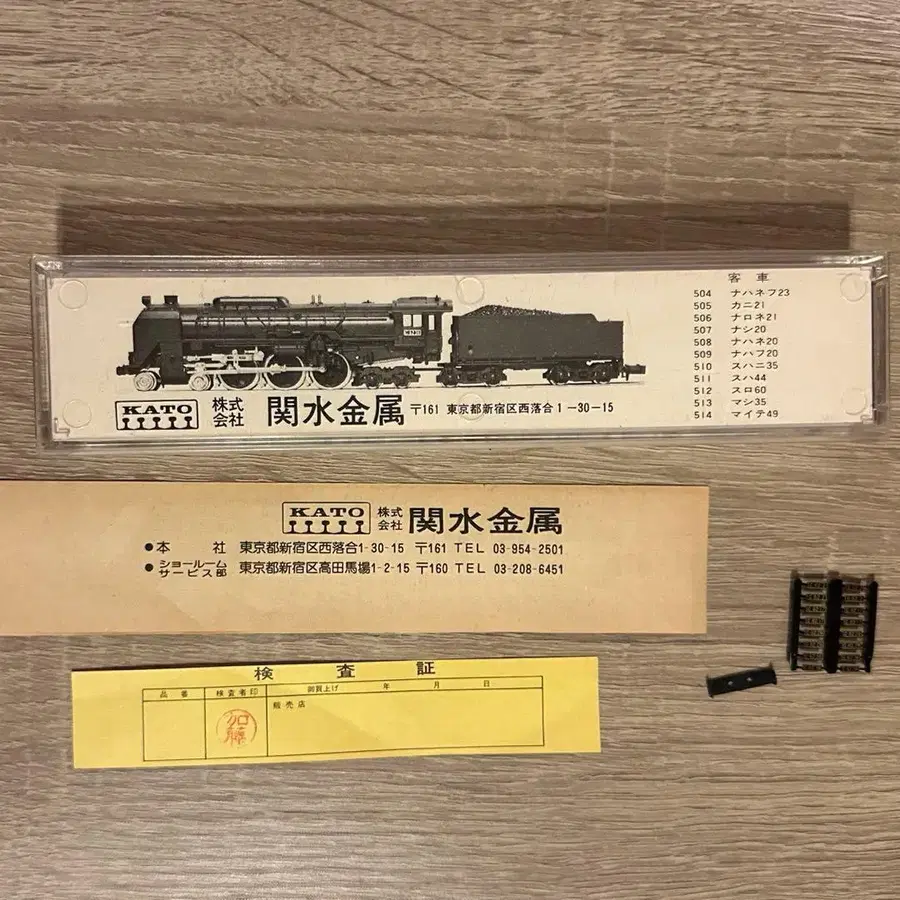 客車
504 ナハネフ23
505 カニ21
506 ナロネ21
507 ナシ20
508 ナハネ20
509 ナハフ20
510 スハニ35
511 スハ44
512 スロ60
513 マシ35
514 マイテ49
KATO 株式会社 関水金属 〒161 東京都新宿区西落合1-30-15
KATO 株式会社 関水金属
●本社 東京都新宿区西落合1-30-15 〒161 TEL 03-954-2501
●ショールームサービス部 東京都新宿区高田馬場1-2-15 〒160 TEL 03-208-6451
検査証
品番 検査者印 御買上げ 年 月 日
加藤 販売店